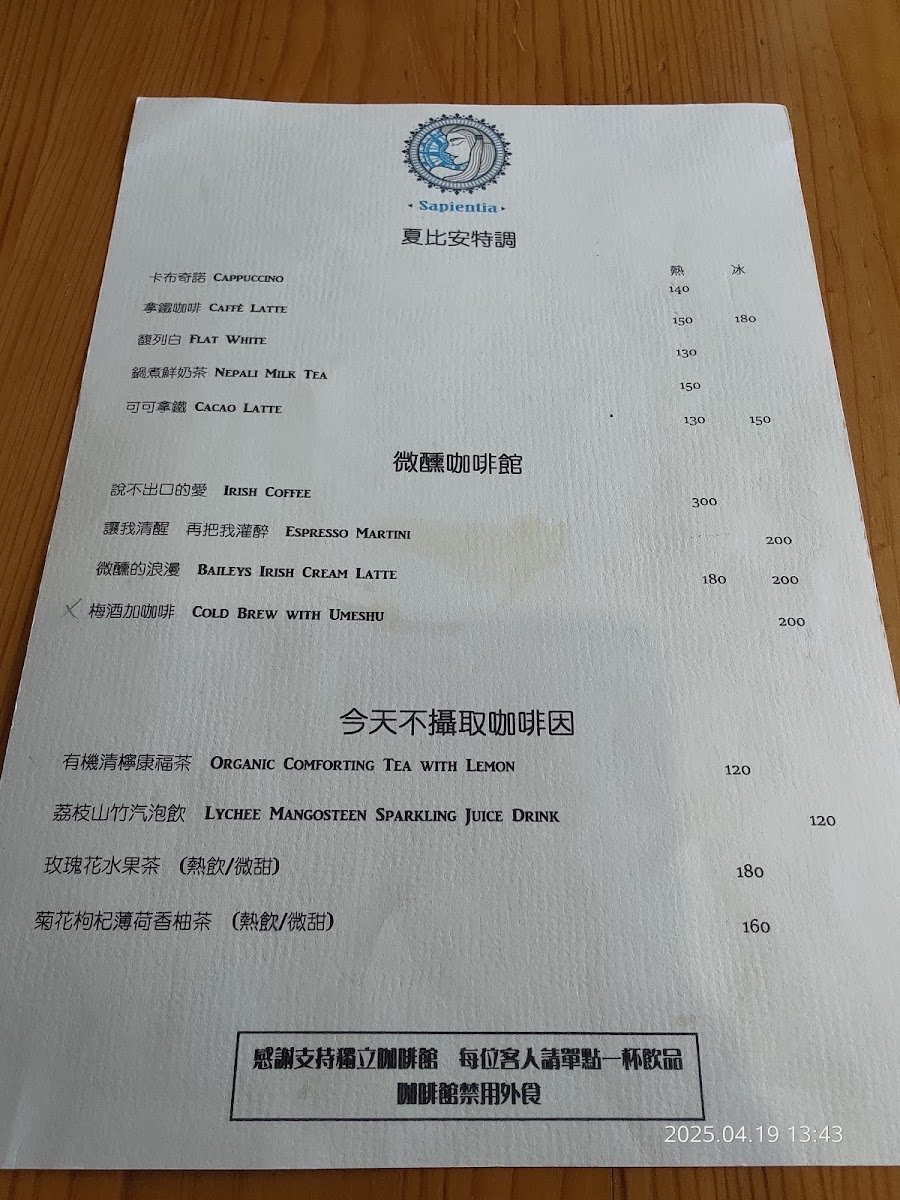 Sapientia
夏比安特調
熱 冰
卡布奇諾 CAPPUCCINO 140
拿鐵咖啡 CAFFÈ LATTE 150 180
馥列白 FLAT WHITE 130
鍋煮鮮奶茶 NEPALI MILK TEA 150
可可拿鐵 CACAO LATTE 130 150
微醺咖啡館
說不出口的愛 IRISH COFFEE 300
讓我清醒 再把我灌醉 ESPRESSO MARTINI 200
微醺的浪漫 BAILEYS IRISH CREAM LATTE 180 200
X 梅酒加咖啡 COLD BREW WITH UMESHU 200
今天不攝取咖啡因
有機清檸康福茶 ORGANIC COMFORTING TEA WITH LEMON 120
荔枝山竹汽泡飲 LYCHEE MANGOSTEEN SPARKLING JUICE DRINK 120
玫瑰花水果茶 (熱飲/微甜) 180
菊花枸杞薄荷香柚茶 (熱飲/微甜) 160
感謝支持獨立咖啡館 每位客人請單點一杯飲品
咖啡館禁用外食
2025.04.19 13:43